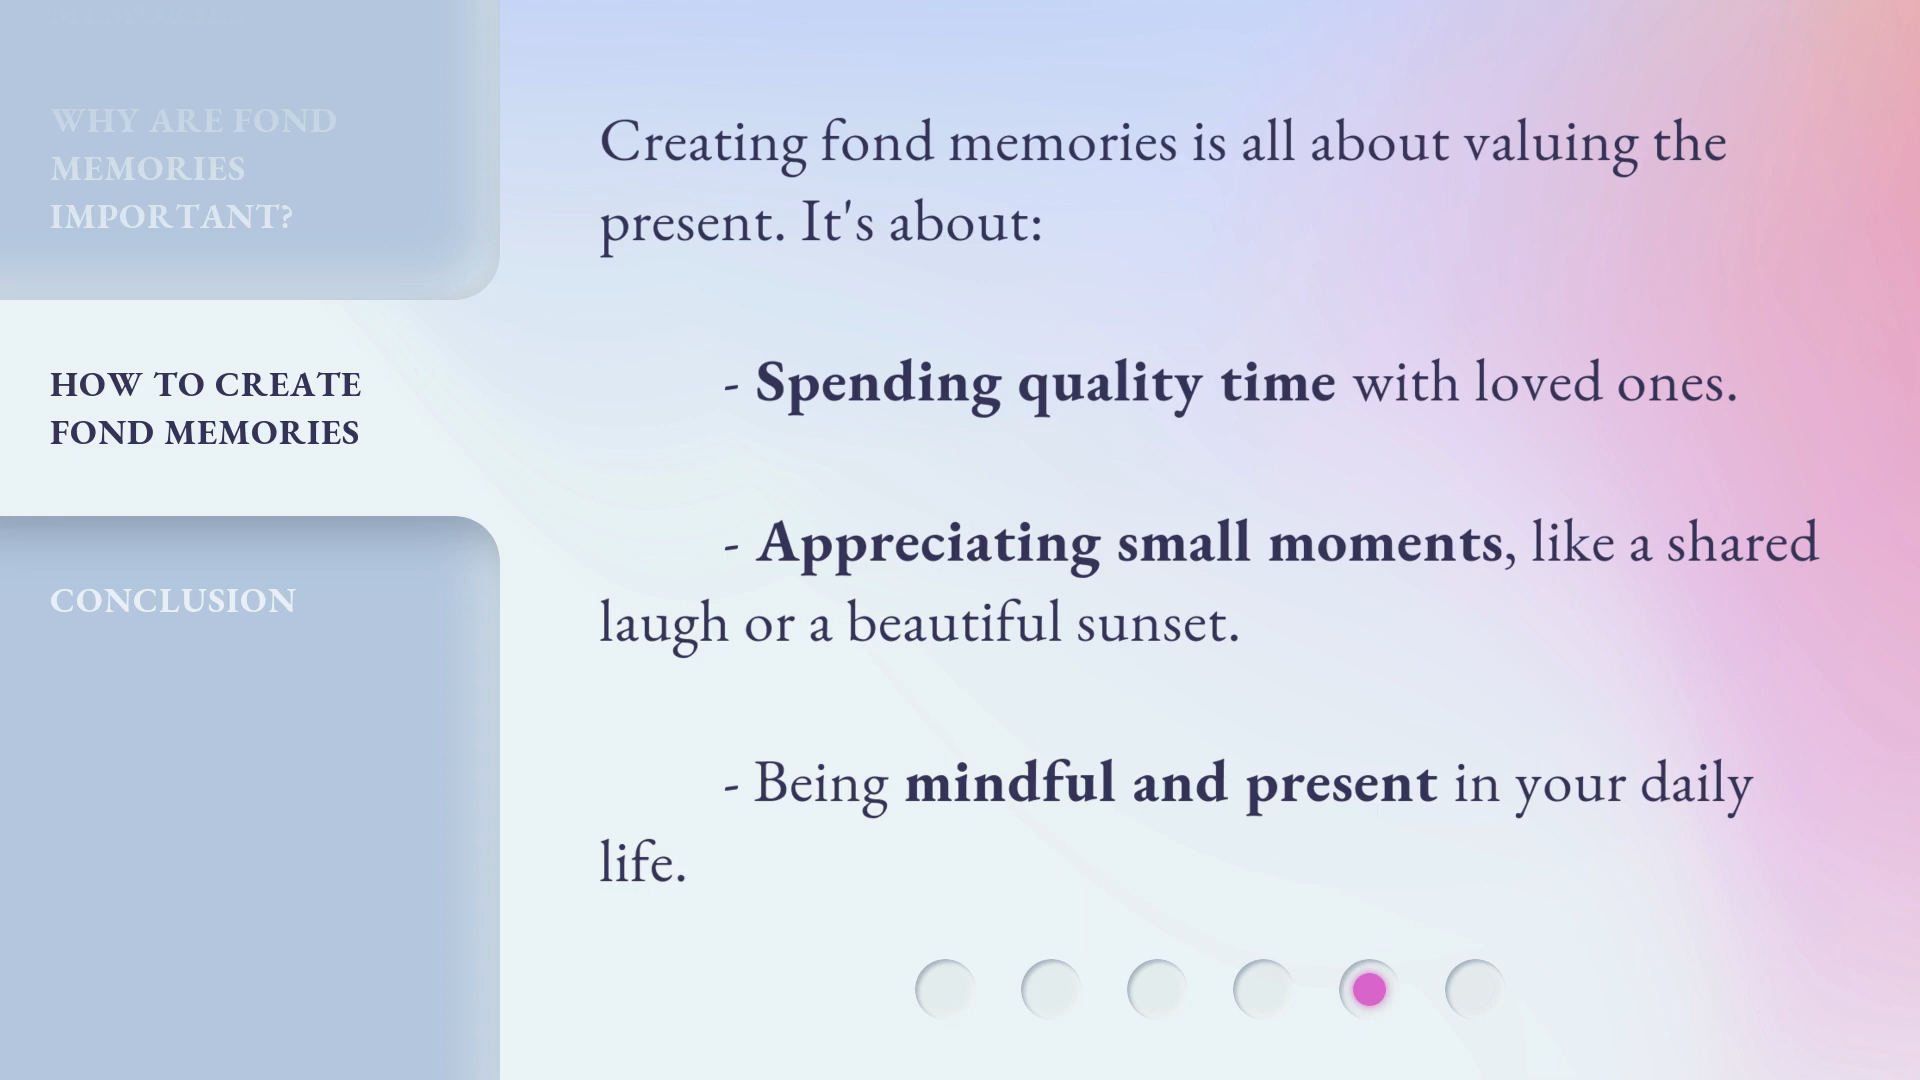 WHY ARE FOND
MEMORIES
IMPORTANT?
HOW TO CREATE
FOND MEMORIES
CONCLUSION
Creating fond memories is all about valuing the
present. It's about:
- Spending quality time with loved ones.
- Appreciating small moments, like a shared
laugh or a beautiful sunset.
- Being mindful and present in your daily
life.